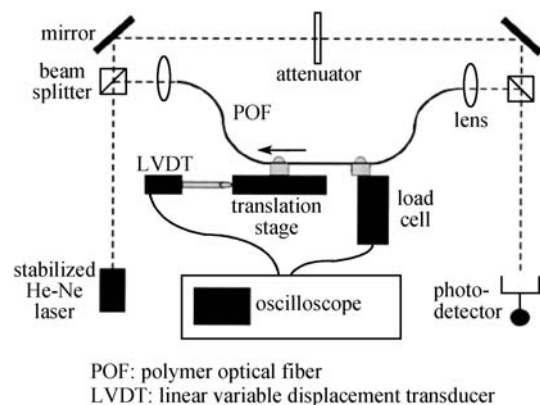 mirror
beam
splitter
attenuator
POF
lens
LVDT
translation
stage
load
cell
stabilized
He-Ne
laser
oscilloscope
photo-
detector
POF: polymer optical fiber
LVDT: linear variable displacement transducer